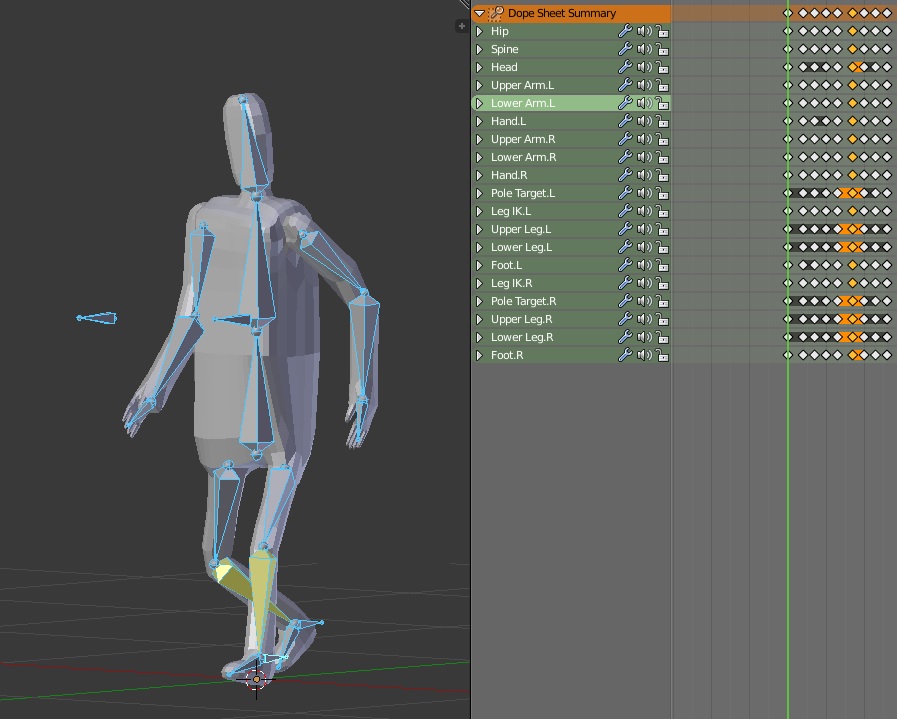 Dope Sheet Summary
Hip
Spine
Head
Upper Arm.L
Lower Arm.L
Hand.L
Upper Arm.R
Lower Arm.R
Hand.R
Pole Target.L
Leg IK.L
Upper Leg.L
Lower Leg.L
Foot.L
Leg IK.R
Pole Target.R
Upper Leg.R
Lower Leg.R
Foot.R